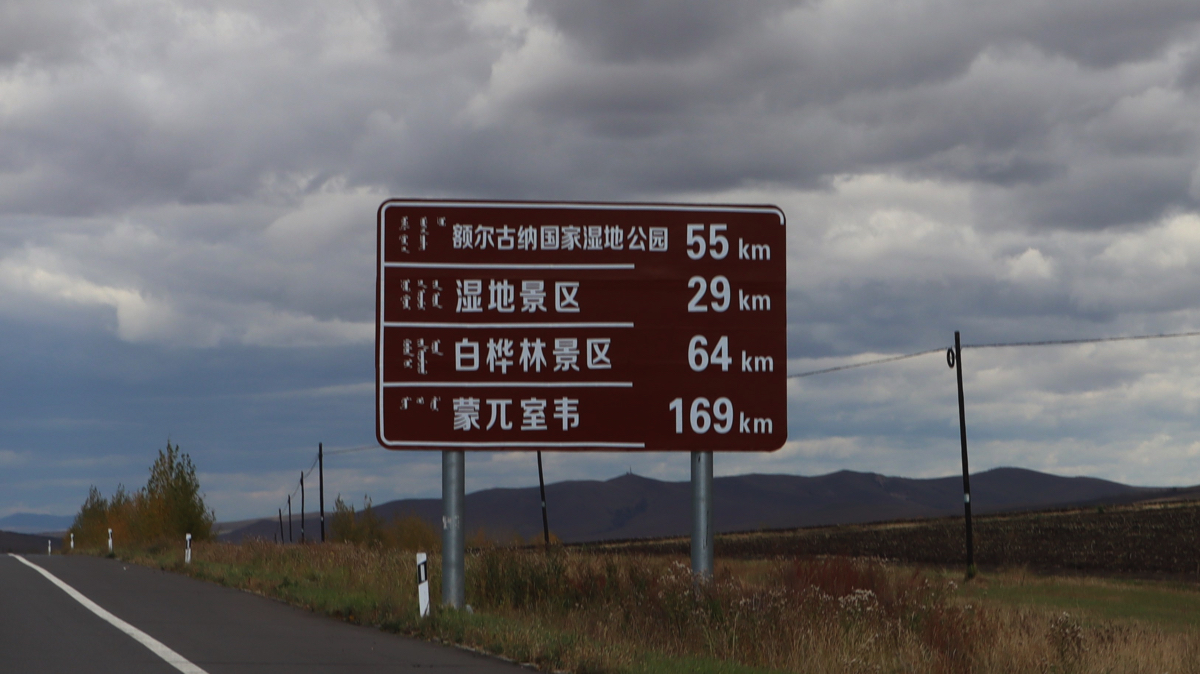 额尔古纳国家湿地公园 55 km
湿地景区 29 km
白桦林景区 64 km
蒙兀室韦 169 km